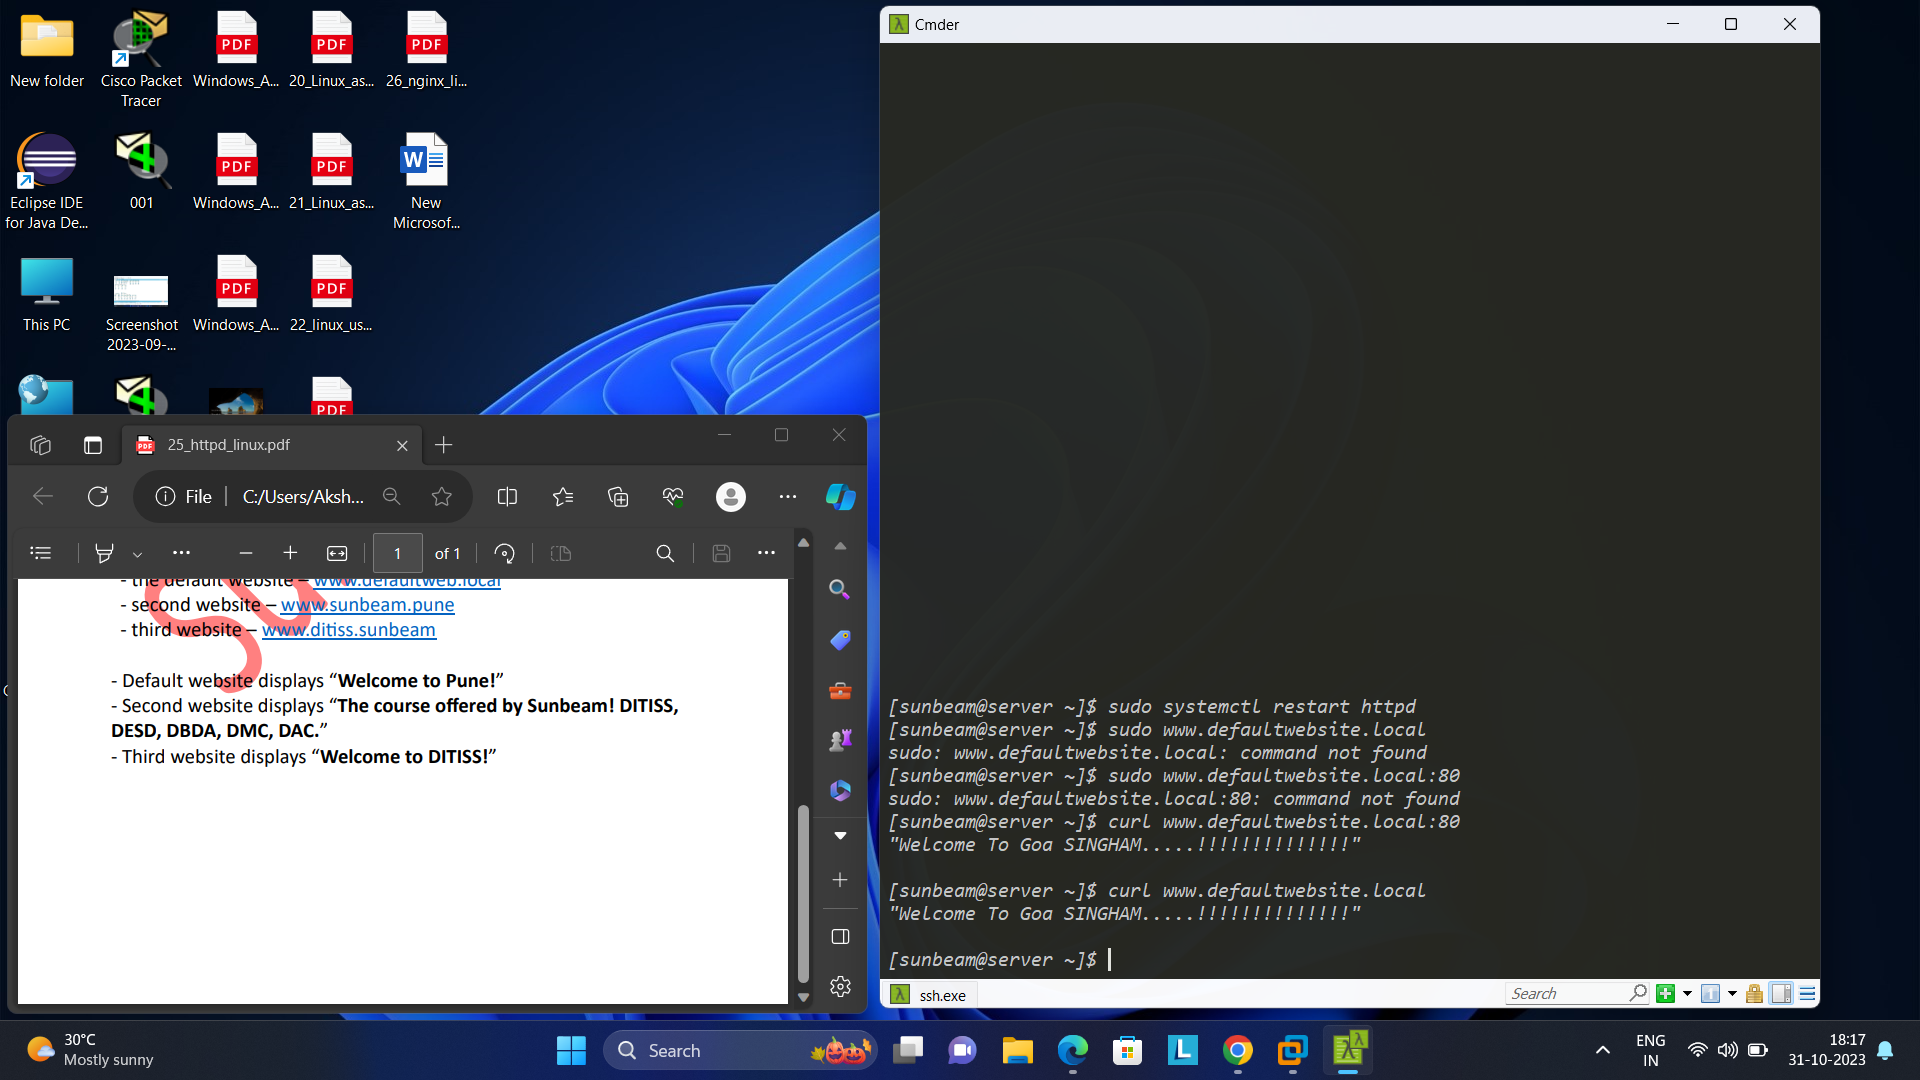 New folder
Cisco Packet
Tracer
Windows_A...
20_Linux_as...
26_nginx_li...
Eclipse IDE
for Java De...
001
Windows_A...
21_Linux_as...
New
Microsof...
This PC
Screenshot
2023-09-...
Windows_A...
22_linux_us...
25_httpd_linux.pdf
File
C:/Users/Aksh...
1
of 1
- the default website – www.defaultweb.local
- second website – www.sunbeam.pune
- third website – www.ditiss.sunbeam
- Default website displays “Welcome to Pune!”
- Second website displays “The course offered by Sunbeam! DITISS,
DESD, DBDA, DMC, DAC.”
- Third website displays “Welcome to DITISS!”
Cmder
[sunbeam@server ~]$ sudo systemctl restart httpd
[sunbeam@server ~]$ sudo www.defaultwebsite.local
sudo: www.defaultwebsite.local: command not found
[sunbeam@server ~]$ sudo www.defaultwebsite.local:80
sudo: www.defaultwebsite.local:80: command not found
[sunbeam@server ~]$ curl www.defaultwebsite.local:80
"Welcome To Goa SINGHAM.....!!!!!!!!!!!!!!"
[sunbeam@server ~]$ curl www.defaultwebsite.local
"Welcome To Goa SINGHAM.....!!!!!!!!!!!!!!"
[sunbeam@server ~]$
ssh.exe
Search
30°C
Mostly sunny
Search
ENG
IN
18:17
31-10-2023